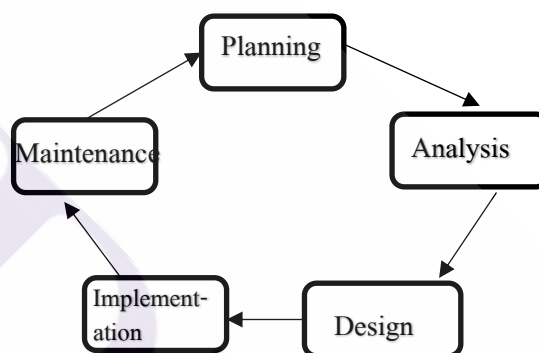 Planning
Analysis
Maintenance
Implement-
ation
Design